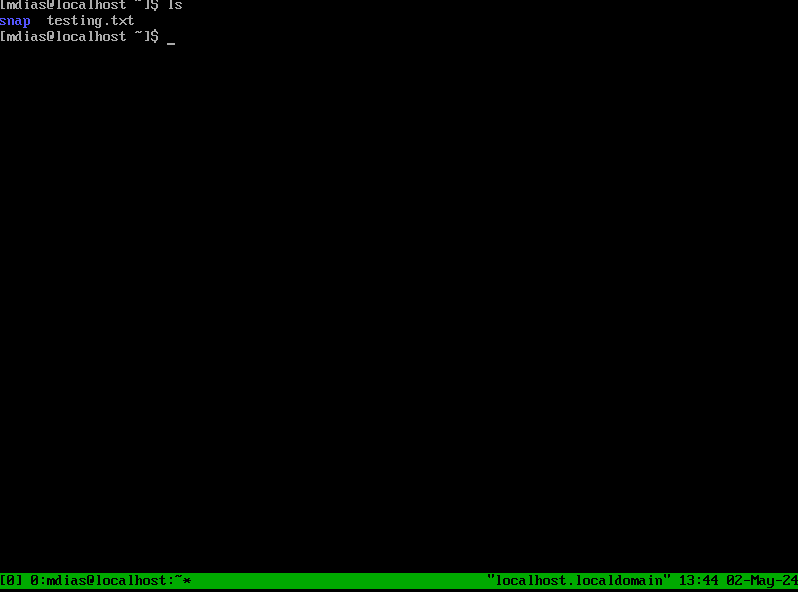 [mdias@localhost ~]$ ls
snap  testing.txt
[mdias@localhost ~]$ _
[0] 0:mdias@localhost:~* "localhost.localdomain" 13:44 02-May-24